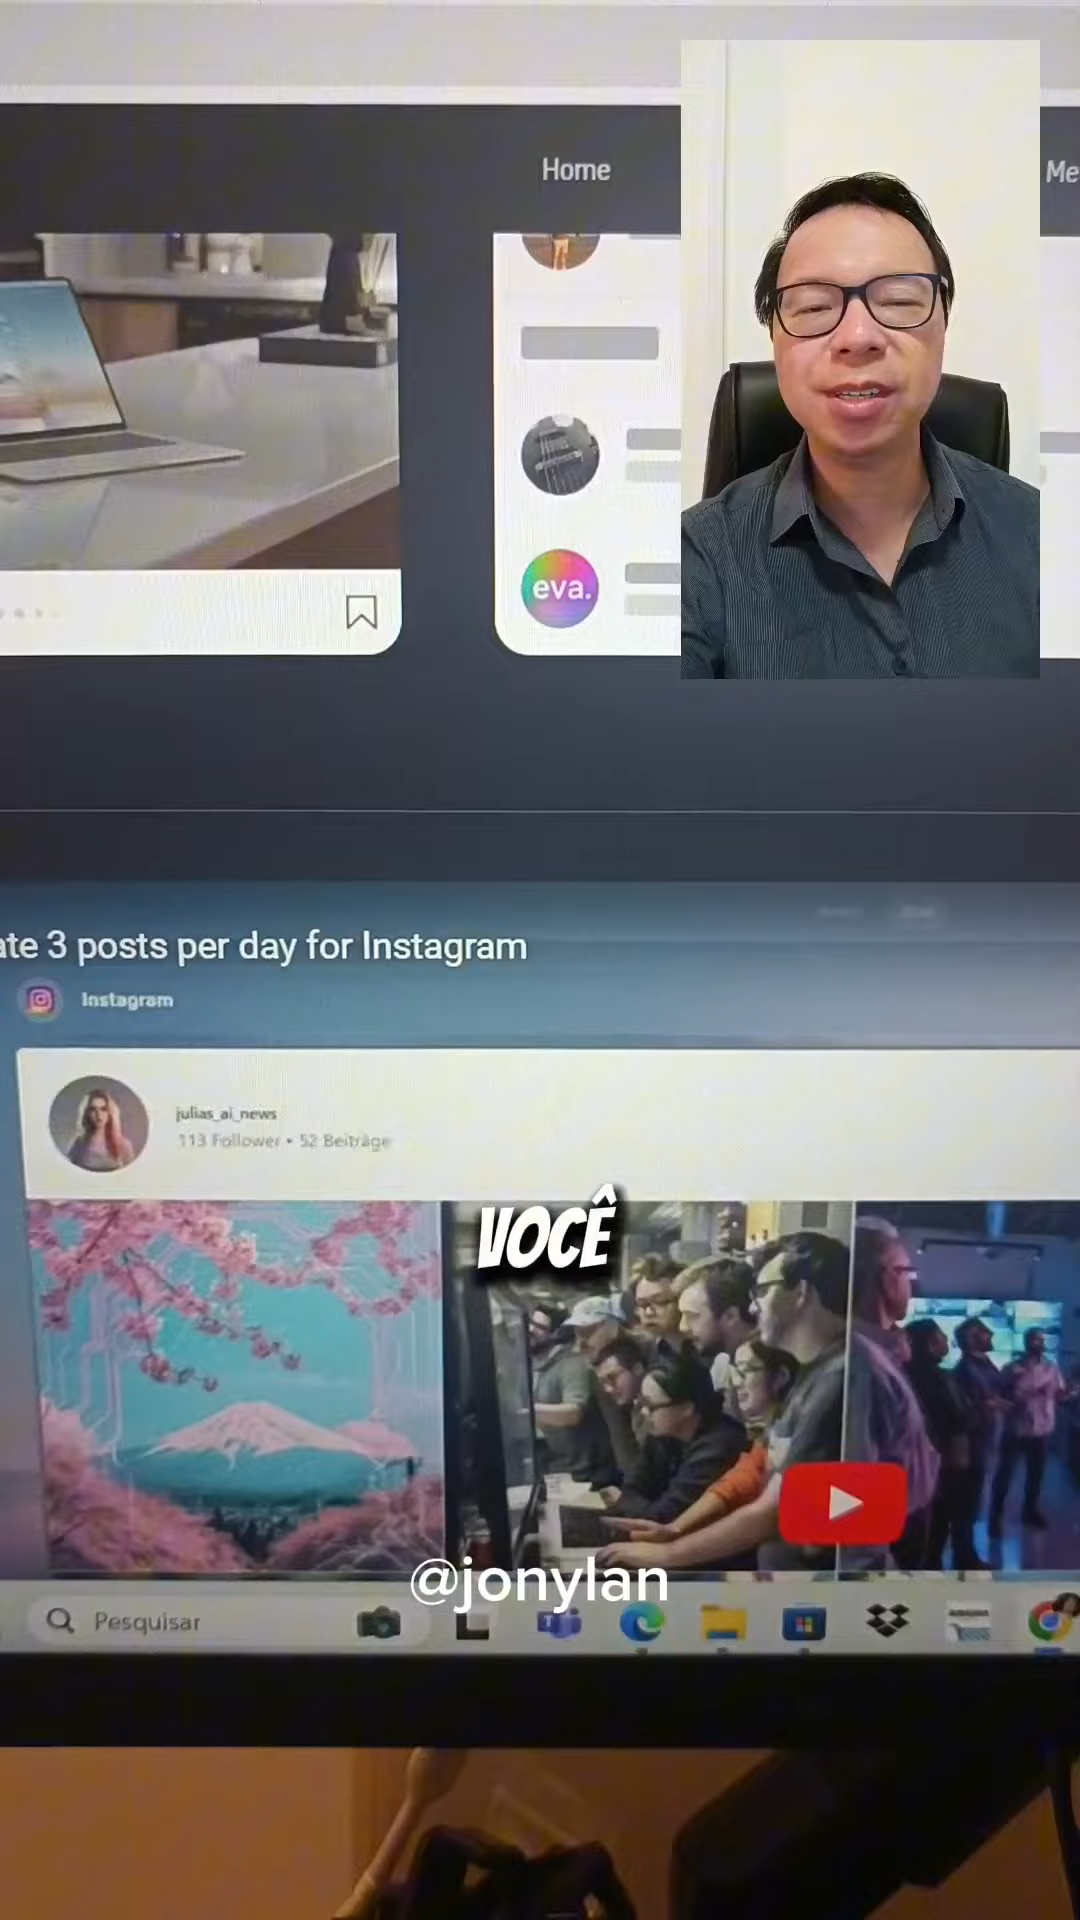 Home
Me
eva.
ate 3 posts per day for Instagram
Instagram
julias_ai_news
113 Follower • 52 Beiträge
VOCÊ
@jonylan
Pesquisar